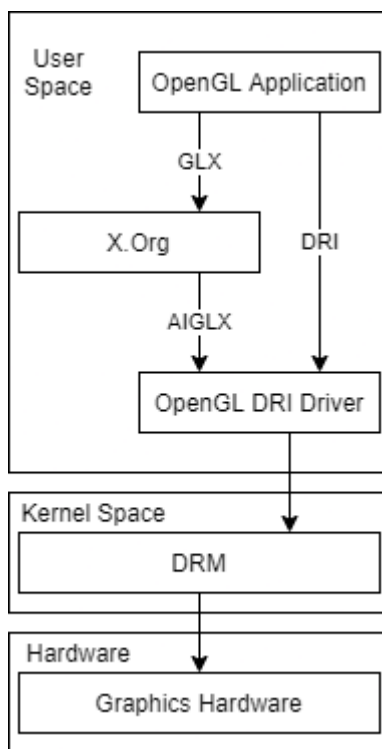 User
Space
OpenGL Application
GLX
DRI
X.Org
AIGLX
OpenGL DRI Driver
Kernel Space
DRM
Hardware
Graphics Hardware